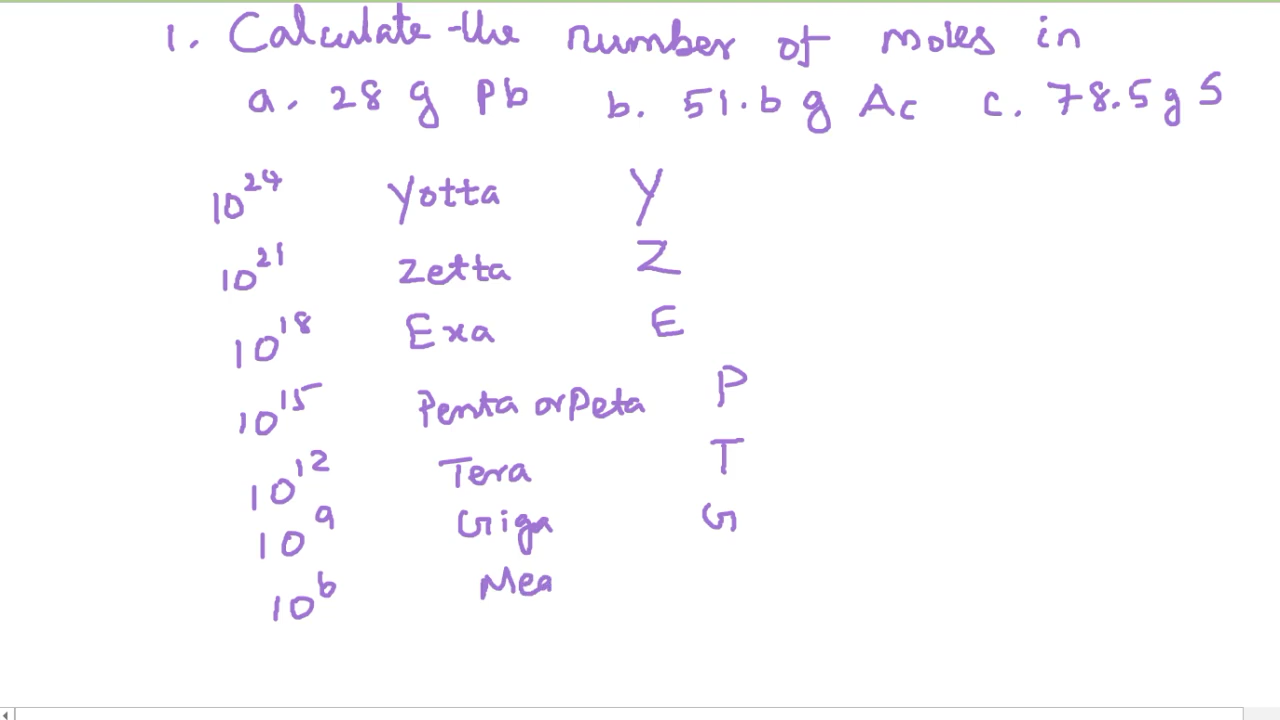 1. Calculate the number of moles in
a. 28 g Pb b. 51.6 g Ac c. 78.5 g S
10^24 Yotta Y
10^21 Zetta Z
10^18 Exa E
10^15 Penta or Peta P
10^12 Terra T
10^9 Giga G
10^6 Mea